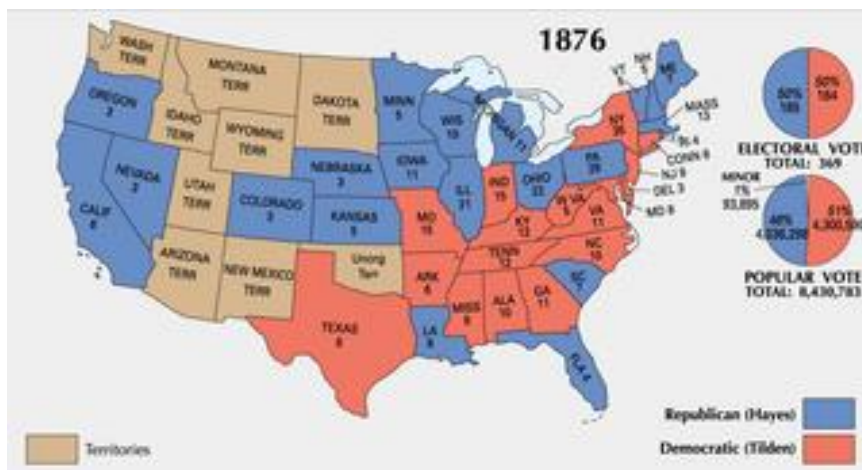 1876
WASH
TERR
MONTANA
TERR
DAKOTA
TERR
OREGON
3
IDAHO
TERR
WYOMING
TERR
NEVADA
3
UTAH
TERR
COLORADO
3
CALIF
6
ARIZONA
TERR
NEW MEXICO
TERR
NEBRASKA
3
KANSAS
5
Unorg
Terr
TEXAS
8
MINN
5
IOWA
11
MO
15
ARK
6
LA
8
WIS
10
ILL
21
IND
15
OHIO
22
KY
12
TENN
12
MISS
8
ALA
10
GA
11
FLA 4
SC
7
NC
10
VA
11
W VA
5
PA
29
NY
35
VT
5
NH
5
ME
7
MASS
13
RI 4
CONN 6
NJ 9
DEL 3
MD 8
50%
185
50%
184
ELECTORAL VOTE
TOTAL: 369
MINOR
1%
93,895
48%
51%
POPULAR VOTE
TOTAL: 8,430,783
Republican (Hayes)
Democratic (Tilden)
Territories